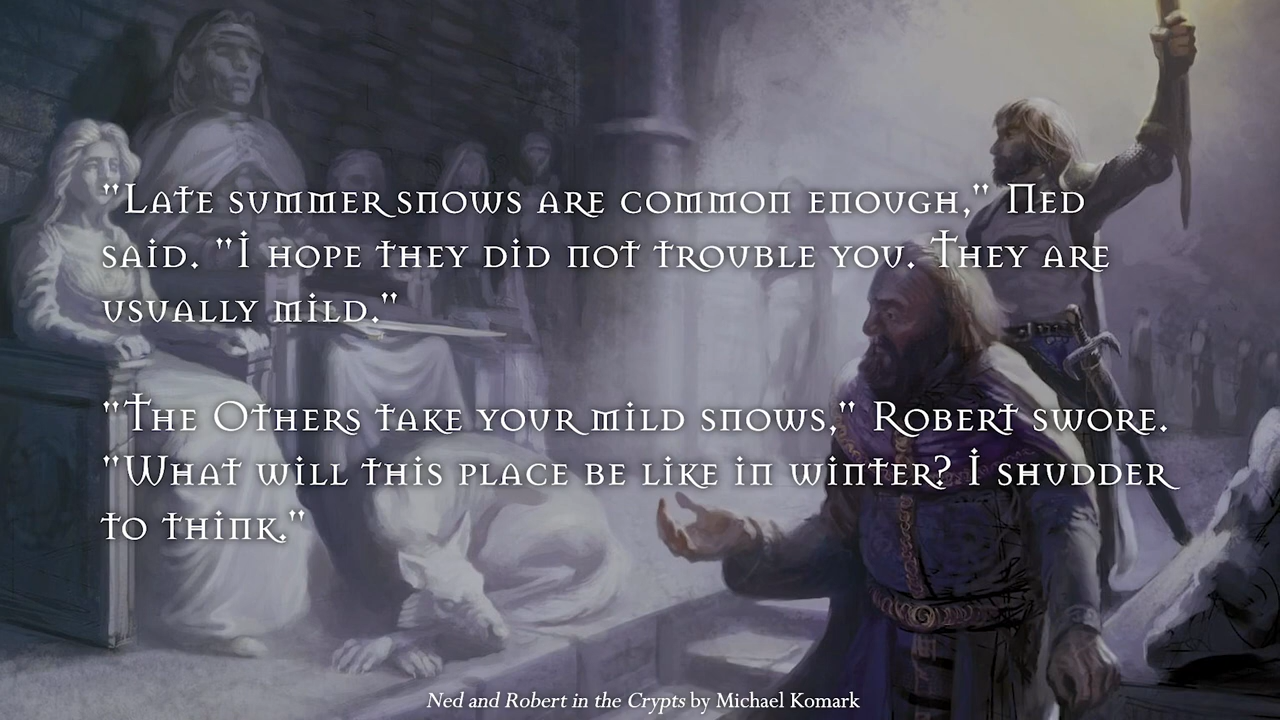 "Late summer snows are common enough," Ned
said. "I hope they did not trouble you. They are
usually mild."
"The Others take your mild snows," Robert swore.
"What will this place be like in winter? I shudder
to think."
Ned and Robert in the Crypts by Michael Komark